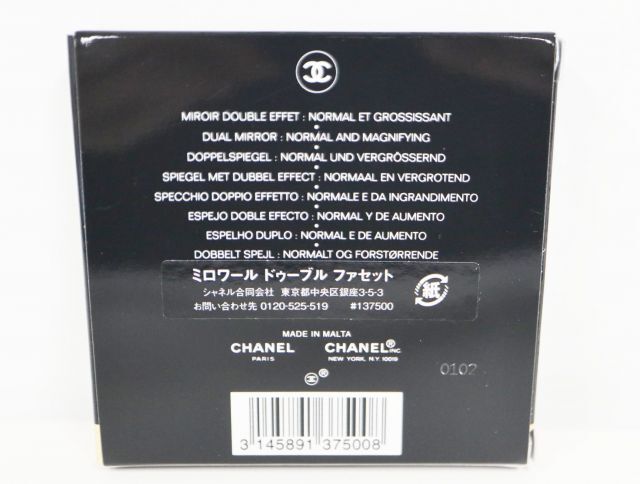 MIROIR DOUBLE EFFET : NORMAL ET GROSSISSANT
DUAL MIRROR : NORMAL AND MAGNIFYING
DOPPELSPIEGEL : NORMAL UND VERGRÖSSERND
SPIEGEL MET DUBBEL EFFECT : NORMAAL EN VERGROTEND
SPECCHIO DOPPIO EFFETTO : NORMALE E DA INGRANDIMENTO
ESPEJO DOBLE EFECTO : NORMAL Y DE AUMENTO
ESPELHO DUPLO : NORMAL E DE AUMENTO
DOBBELT SPEJL : NORMALT OG FORSTØRRENDE
ミロワール ドゥーブル ファセット
シャネル合同会社 東京都中央区銀座3-5-3
お問い合わせ先 0120-525-519 #137500
紙
MADE IN MALTA
CHANEL CHANEL® INC.
PARIS NEW YORK, N.Y. 10019
®
0102
3 145891 375008